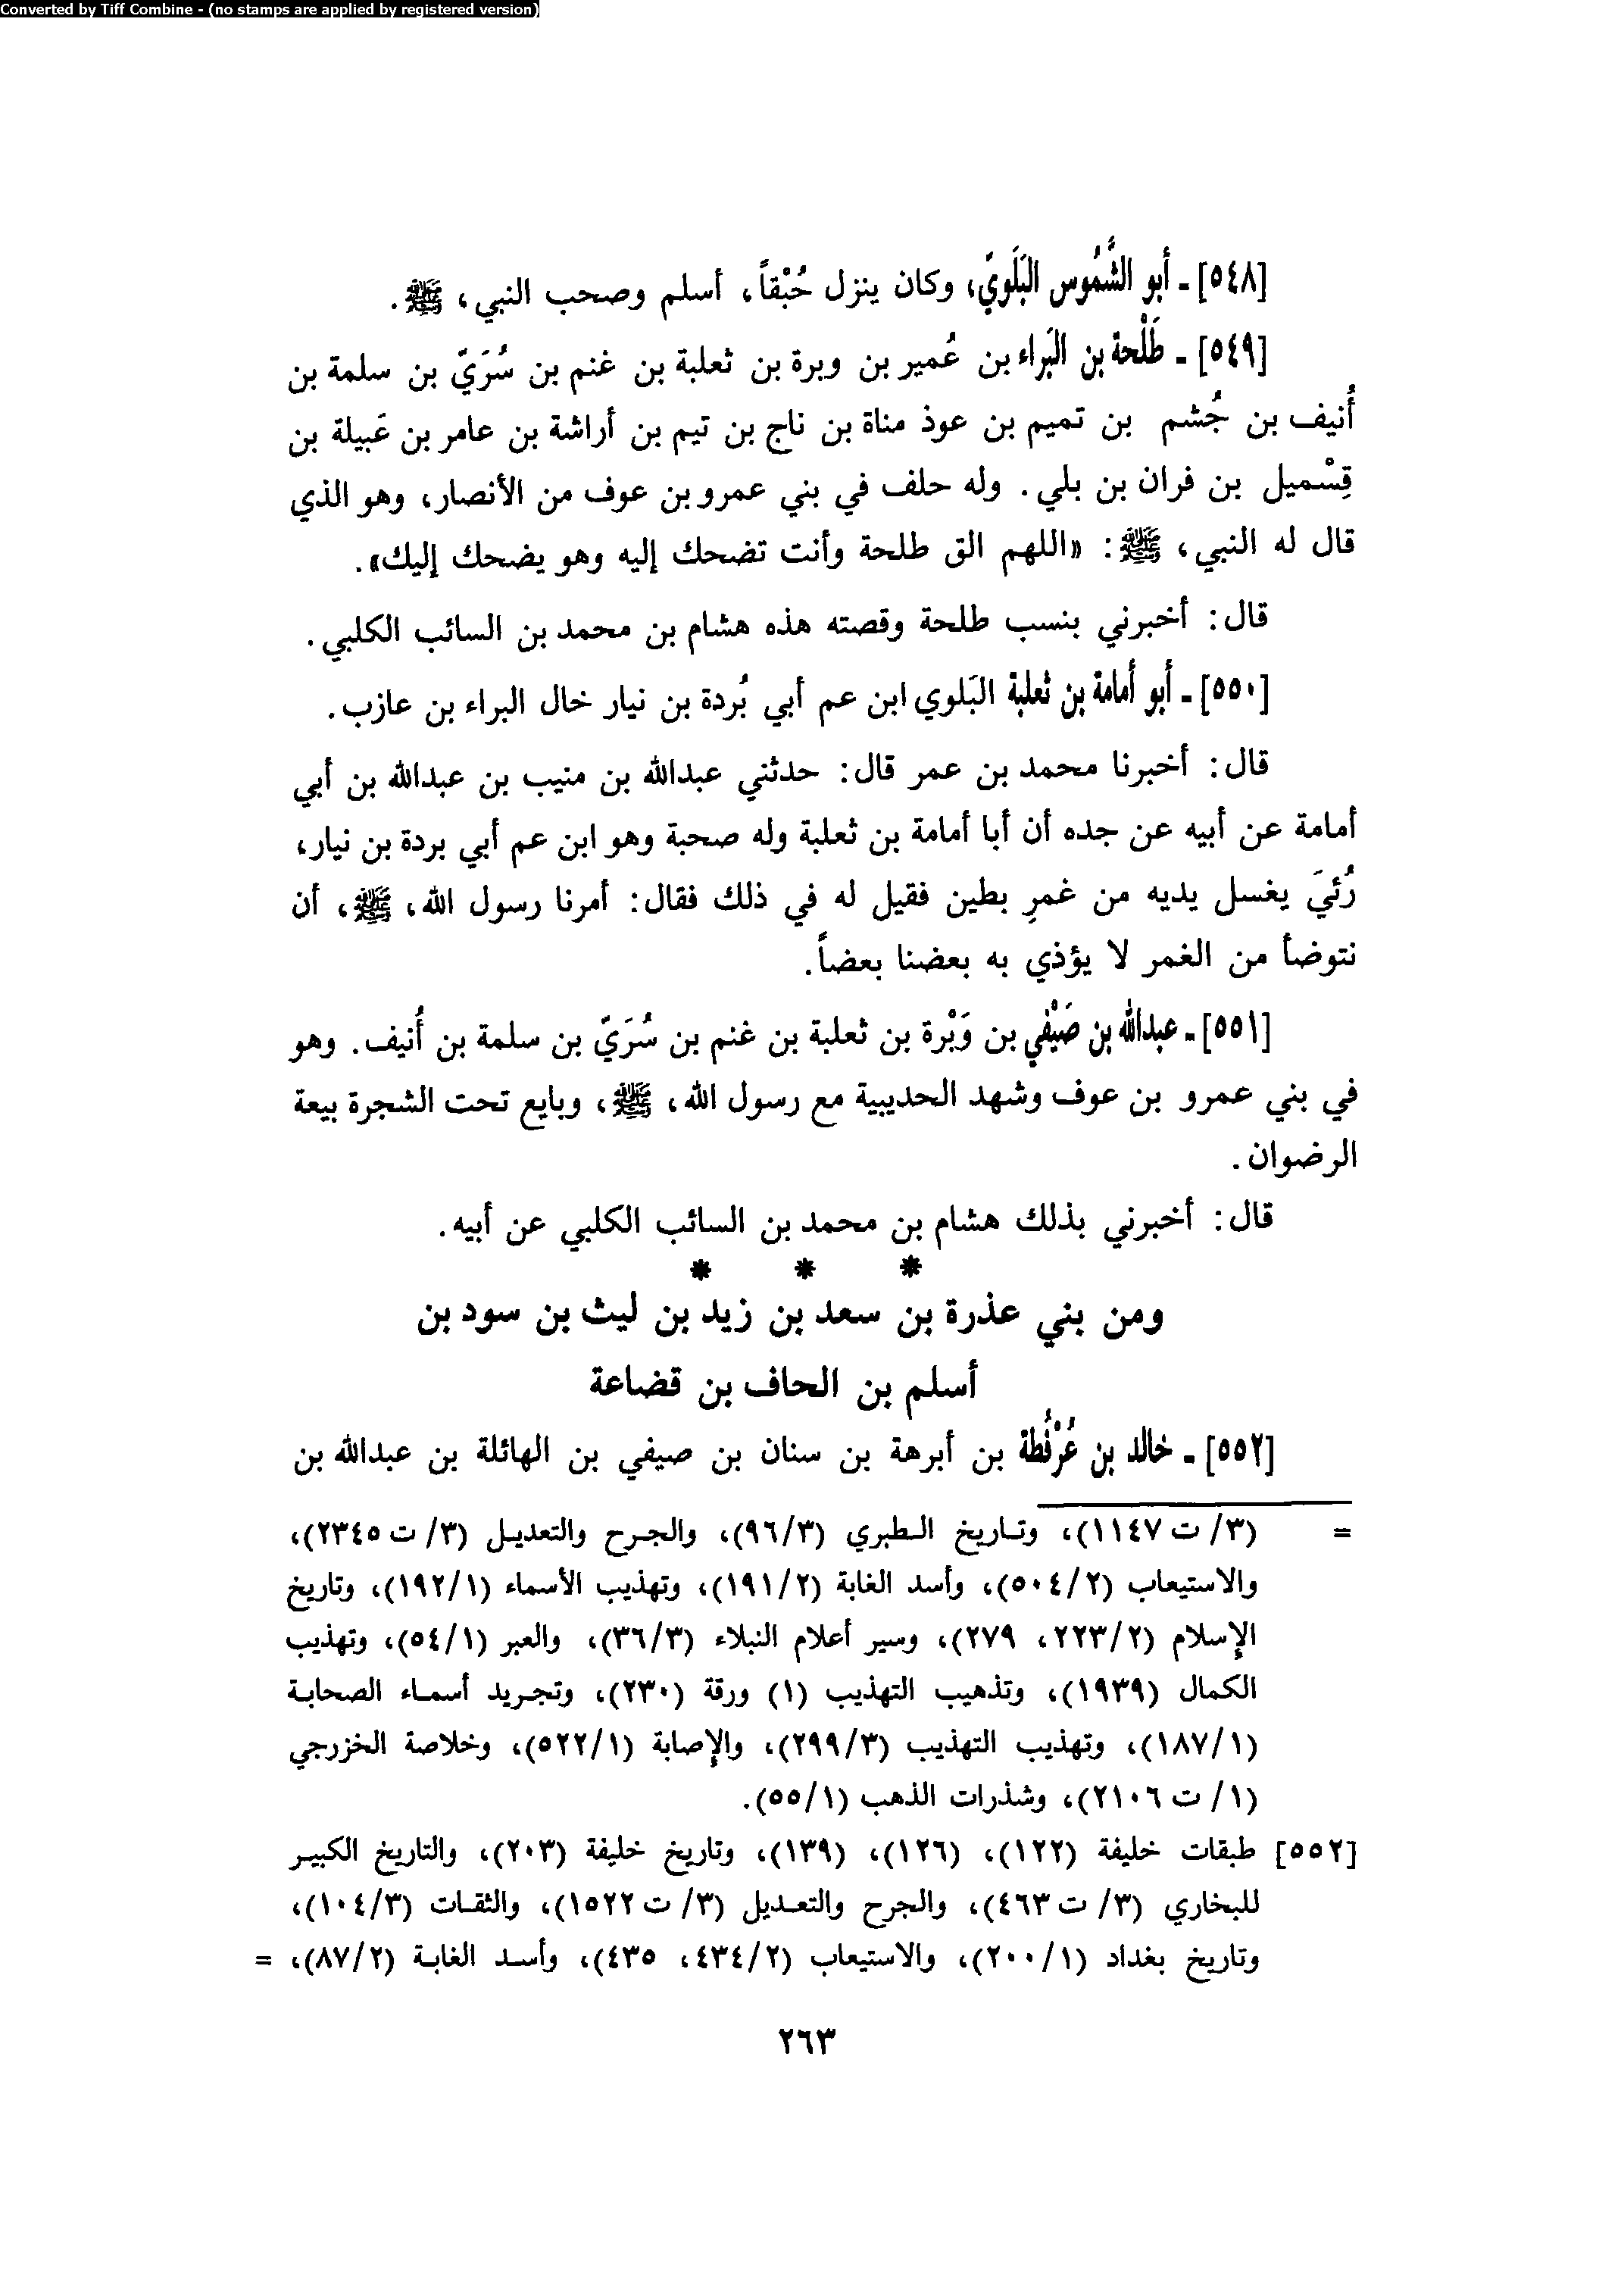 Converted by Tiff Combine - (no stamps are applied by registered version)
[٥٤٨] ـ أبو الشَّمُوس البَلَويّ، وكان ينزل حُبْقاً، أسلم وصحب النبي، ﷺ.
[٥٤٩] ـ طَلْحة بن البَراء بن عُمير بن وبرة بن ثعلبة بن غنم بن سُرَيّ بن سلمة بن
أُنيف بن جُشم بن تميم بن عوذ مناة بن ناج بن تيم بن أراشة بن عامر بن عَبيلة بن
قِسْميل بن فران بن بلي. وله حلف في بني عمرو بن عوف من الأنصار، وهو الذي
قال له النبي، ﷺ: «اللهم الق طلحة وأنت تضحك إليه وهو يضحك إليك».
قال: أخبرني بنسب طلحة وقصته هذه هشام بن محمد بن السائب الكلبي.
[٥٥٠] ـ أبو أُمامة بن ثعلبة البَلوي ابن عم أبي بُردة بن نيار خال البراء بن عازب.
قال: أخبرنا محمد بن عمر قال: حدثني عبدالله بن منيب بن عبدالله بن أبي
أمامة عن أبيه عن جده أن أبا أمامة بن ثعلبة وله صحبة وهو ابن عم أبي بردة بن نيار،
رُئيَ يغسل يديه من غمرِ بطين فقيل له في ذلك فقال: أمرنا رسول الله، ﷺ، أن
نتوضأ من الغمر لا يؤذي به بعضنا بعضاً.
[٥٥١] ـ عبدالله بن صَيْفي بن وَبْرة بن ثعلبة بن غنم بن سُرَيّ بن سلمة بن أُنيف. وهو
في بني عمرو بن عوف وشهد الحديبية مع رسول الله، ﷺ، وبايع تحت الشجرة بيعة
الرضوان.
قال: أخبرني بذلك هشام بن محمد بن السائب الكلبي عن أبيه.
* * *
ومن بني عذرة بن سعد بن زيد بن ليث بن سود بن
أسلم بن الحاف بن قضاعة
[٥٥٢] ـ خالد بن عُرْفُطة بن أبرهة بن سنان بن صيفي بن الهائلة بن عبدالله بن
= (٣/ ت ١١٤٧)، وتاريخ الطبري (٩٦/٣)، والجرح والتعديل (٣/ ت ٢٣٤٥)،
والاستيعاب (٥٠٤/٢)، وأسد الغابة (١٩١/٢)، وتهذيب الأسماء (١٩٢/١)، وتاريخ
الإسلام (٢٢٣/٢، ٢٧٩)، وسير أعلام النبلاء (٣٦/٣)، والعبر (٥٤/١)، وتهذيب
الكمال (١٩٣٩)، وتذهيب التهذيب (١) ورقة (٢٣٠)، وتجريد أسماء الصحابة
(١٨٧/١)، وتهذيب التهذيب (٢٩٩/٣)، والإصابة (٥٢٢/١)، وخلاصة الخزرجي
(١/ ت ٢١٠٦)، وشذرات الذهب (٥٥/١).
[٥٥٢] طبقات خليفة (١٢٢)، (١٢٦)، (١٣٩)، وتاريخ خليفة (٢٠٣)، والتاريخ الكبير
للبخاري (٣/ ت ٤٦٣)، والجرح والتعديل (٣/ ت ١٥٢٢)، والثقات (١٠٤/٣)،
وتاريخ بغداد (٢٠٠/١)، والاستيعاب (٤٣٤/٢، ٤٣٥)، وأسد الغابة (٨٧/٢)، =
٢٦٣